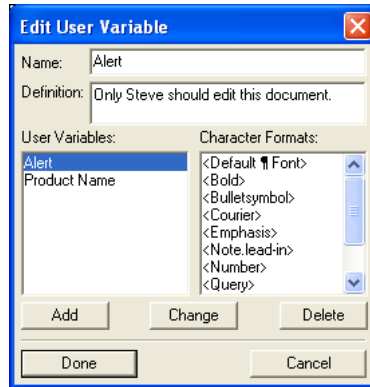 Edit User Variable
Name: Alert
Definition: Only Steve should edit this document.
User Variables:
Alert
Product Name
Character Formats:
<Default ¶ Font>
<Bold>
<Bulletsymbol>
<Courier>
<Emphasis>
<Note.lead-in>
<Number>
<Query>
Add Change Delete
Done Cancel